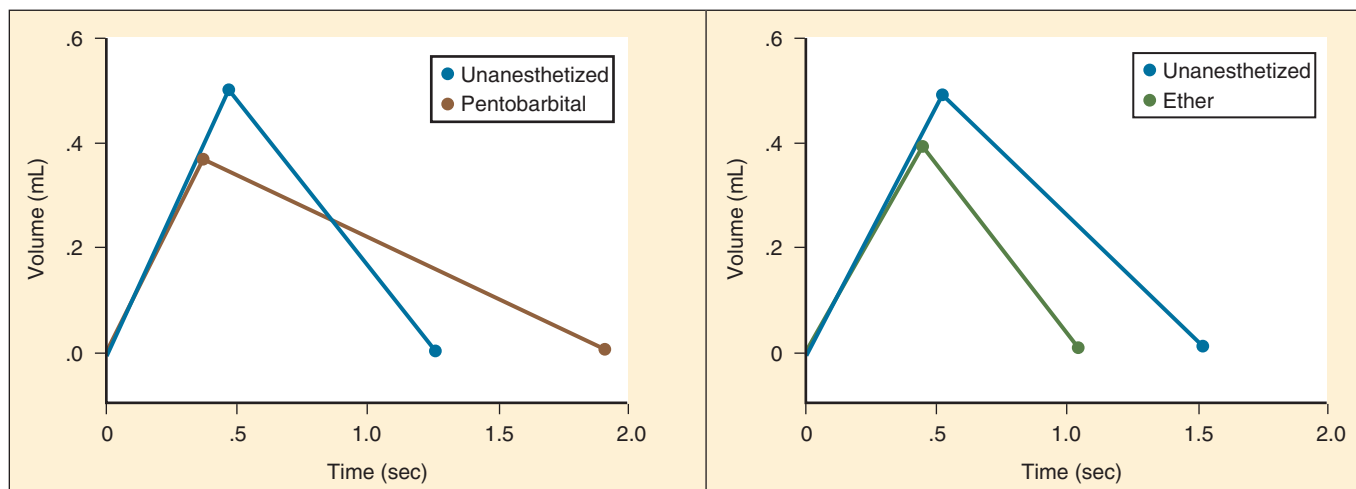 .6
.4
.2
.0
Volume (mL)
Unanesthetized
Pentobarbital
0
.5
1.0
1.5
2.0
Time (sec)
.6
.4
.2
0
Volume (mL)
Unanesthetized
Ether
0
.5
1.0
1.5
2.0
Time (sec)